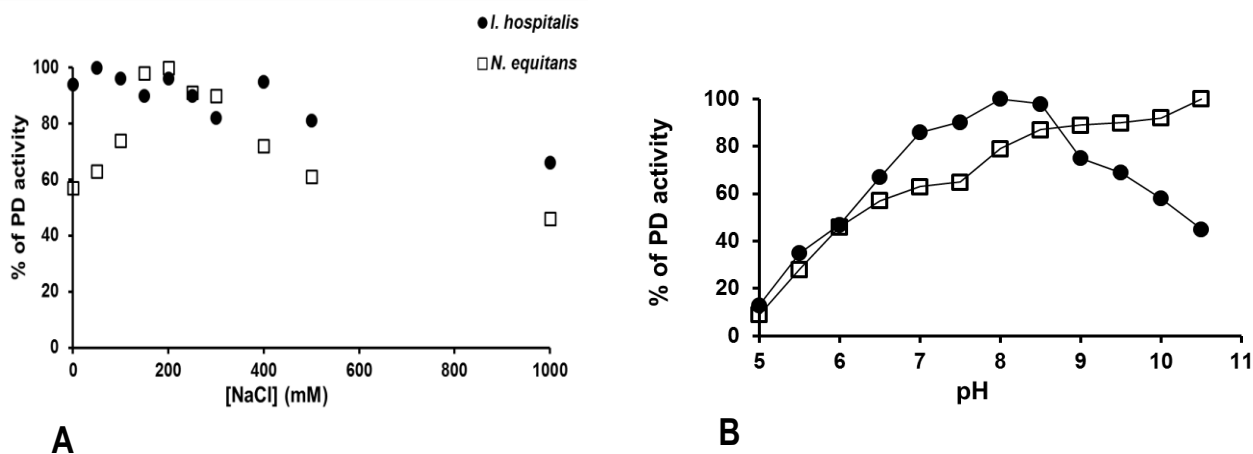 I. hospitalis
N. equitans
% of PD activity
100
80
60
40
20
0
0 200 400 600 800 1000
[NaCl] (mM)
A
% of PD activity
100
80
60
40
20
0
5 6 7 8 9 10 11
pH
B